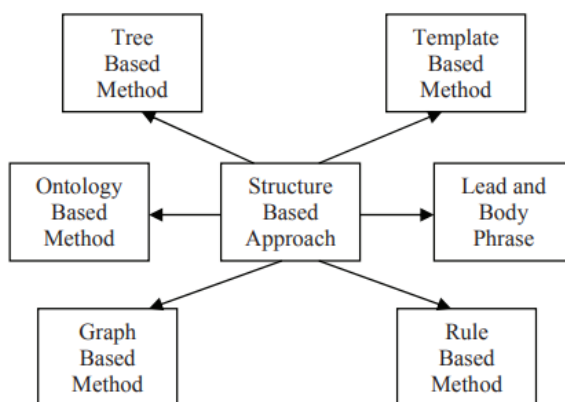 Tree
Based
Method
Template
Based
Method
Ontology
Based
Method
Structure
Based
Approach
Lead and
Body
Phrase
Graph
Based
Method
Rule
Based
Method